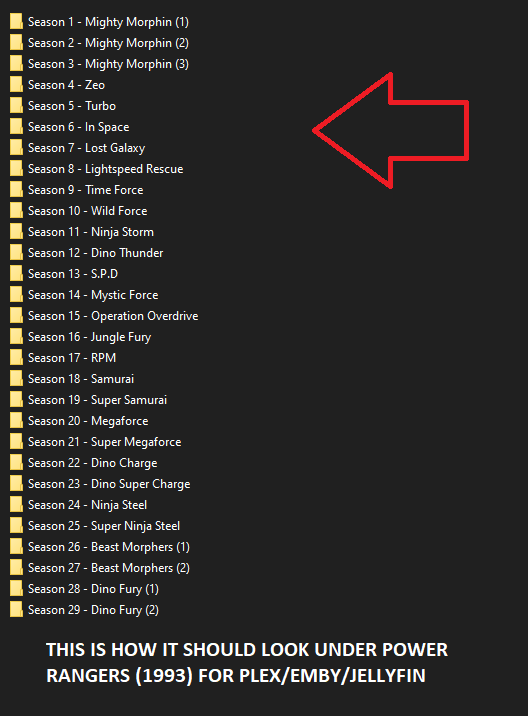 Season 1 - Mighty Morphin (1)
Season 2 - Mighty Morphin (2)
Season 3 - Mighty Morphin (3)
Season 4 - Zeo
Season 5 - Turbo
Season 6 - In Space
Season 7 - Lost Galaxy
Season 8 - Lightspeed Rescue
Season 9 - Time Force
Season 10 - Wild Force
Season 11 - Ninja Storm
Season 12 - Dino Thunder
Season 13 - S.P.D
Season 14 - Mystic Force
Season 15 - Operation Overdrive
Season 16 - Jungle Fury
Season 17 - RPM
Season 18 - Samurai
Season 19 - Super Samurai
Season 20 - Megaforce
Season 21 - Super Megaforce
Season 22 - Dino Charge
Season 23 - Dino Super Charge
Season 24 - Ninja Steel
Season 25 - Super Ninja Steel
Season 26 - Beast Morphers (1)
Season 27 - Beast Morphers (2)
Season 28 - Dino Fury (1)
Season 29 - Dino Fury (2)
THIS IS HOW IT SHOULD LOOK UNDER POWER
RANGERS (1993) FOR PLEX/EMBY/JELLYFIN